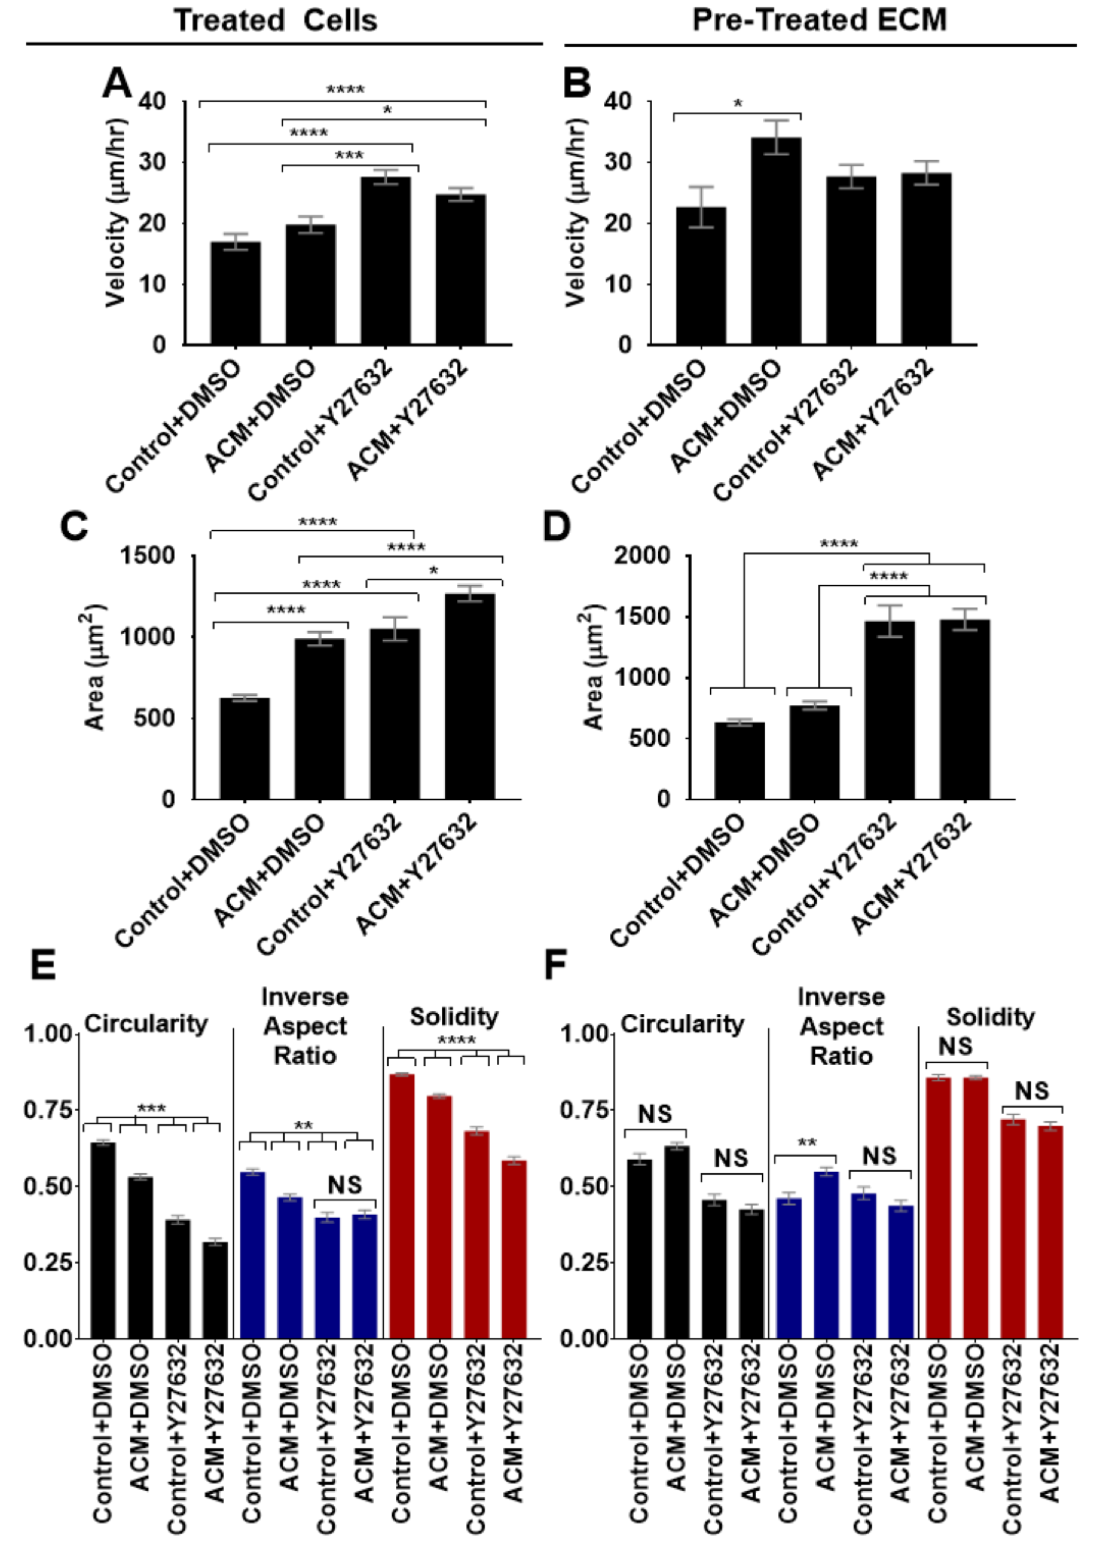 Treated Cells
Pre-Treated ECM
A
Velocity (μm/hr)
40
30
20
10
0
****
*
****
***
Control+DMSO
ACM+DMSO
Control+Y27632
ACM+Y27632
B
Velocity (μm/hr)
40
30
20
10
0
*
Control+DMSO
ACM+DMSO
Control+Y27632
ACM+Y27632
C
Area (μm²)
1500
1000
500
0
****
****
*
****
****
Control+DMSO
ACM+DMSO
Control+Y27632
ACM+Y27632
D
Area (μm²)
2000
1500
1000
500
0
****
****
Control+DMSO
ACM+DMSO
Control+Y27632
ACM+Y27632
E
1.00
0.75
0.50
0.25
0.00
Circularity
***
Inverse
Aspect
Ratio
**
NS
Solidity
****
Control+DMSO
ACM+DMSO
Control+Y27632
ACM+Y27632
Control+DMSO
ACM+DMSO
Control+Y27632
ACM+Y27632
Control+DMSO
ACM+DMSO
Control+Y27632
ACM+Y27632
F
1.00
0.75
0.50
0.25
0.00
Circularity
NS
NS
Inverse
Aspect
Ratio
**
NS
Solidity
NS
NS
Control+DMSO
ACM+DMSO
Control+Y27632
ACM+Y27632
Control+DMSO
ACM+DMSO
Control+Y27632
ACM+Y27632
Control+DMSO
ACM+DMSO
Control+Y27632
ACM+Y27632